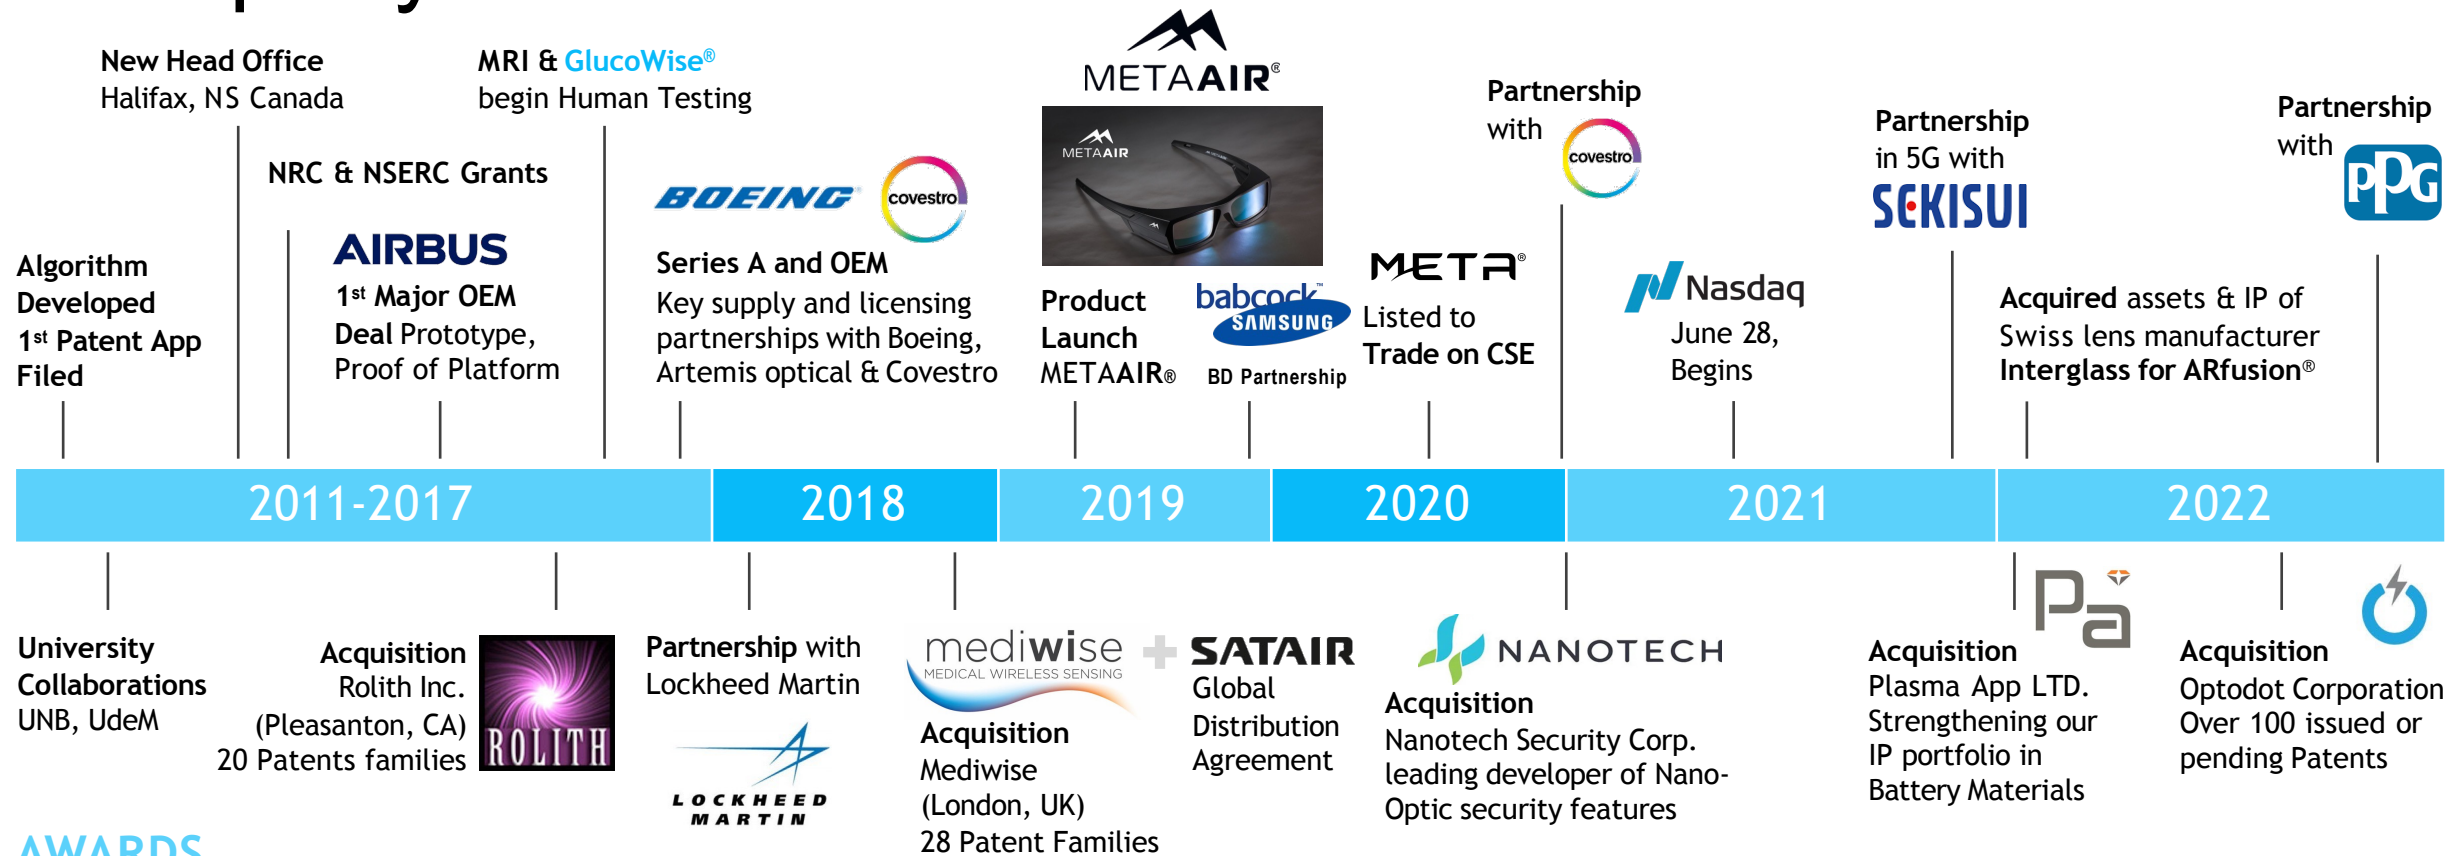 New Head Office
Halifax, NS Canada
MRI & GlucoWise®
begin Human Testing
NRC & NSERC Grants
AIRBUS
1st Major OEM
Deal Prototype,
Proof of Platform
Algorithm
Developed
1st Patent App
Filed
BOEING
covestro
Series A and OEM
Key supply and licensing
partnerships with Boeing,
Artemis optical & Covestro
METAAIR®
METAAIR
Product
Launch
METAAIR®
babcock™
SAMSUNG
BD Partnership
META®
Listed to
Trade on CSE
Partnership
with
covestro
Nasdaq
June 28,
Begins
Partnership
in 5G with
SEKISUI
Acquired assets & IP of
Swiss lens manufacturer
Interglass for ARfusion®
Partnership
with
PPG
2011-2017
2018
2019
2020
2021
2022
University
Collaborations
UNB, UdeM
Acquisition
Rolith Inc.
(Pleasanton, CA)
20 Patents families
ROLITH
Partnership with
Lockheed Martin
LOCKHEED
MARTIN
mediwise
MEDICAL WIRELESS SENSING
Acquisition
Mediwise
(London, UK)
28 Patent Families
+
SATAIR
Global
Distribution
Agreement
NANOTECH
Acquisition
Nanotech Security Corp.
leading developer of Nano-
Optic security features
Pa
Acquisition
Plasma App LTD.
Strengthening our
IP portfolio in
Battery Materials
Acquisition
Optodot Corporation
Over 100 issued or
pending Patents
AWARDS